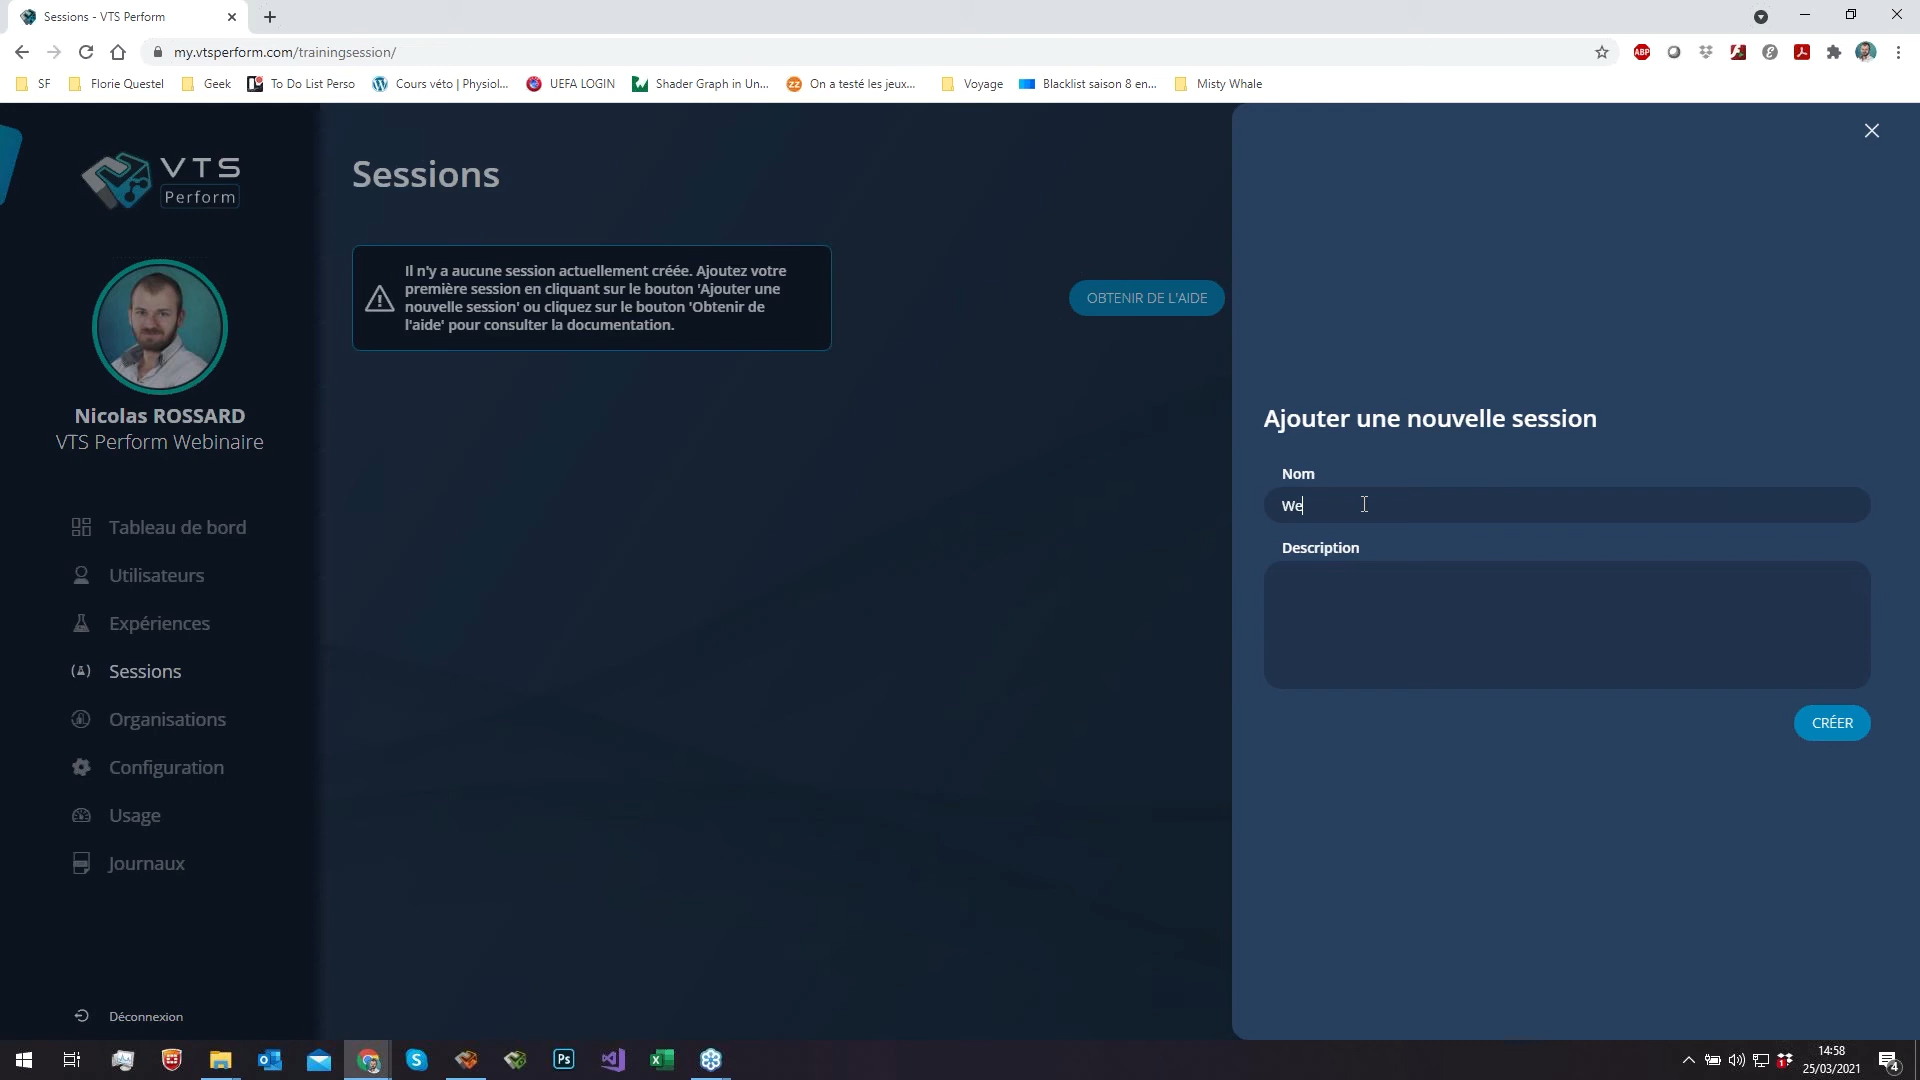 Sessions - VTS Perform
my.vtsperform.com/trainingsession/
SF
Florie Questel
Geek
To Do List Perso
Cours véto | Physiol...
UEFA LOGIN
Shader Graph in Un...
On a testé les jeux...
Voyage
Blacklist saison 8 en...
Misty Whale
ABP
zz
VTS
Perform
Nicolas ROSSARD
VTS Perform Webinaire
Tableau de bord
Utilisateurs
Expériences
Sessions
Organisations
Configuration
Usage
Journaux
Déconnexion
Sessions
Il n'y a aucune session actuellement créée. Ajoutez votre
première session en cliquant sur le bouton 'Ajouter une
nouvelle session' ou cliquez sur le bouton 'Obtenir de
l'aide' pour consulter la documentation.
OBTENIR DE L'AIDE
Ajouter une nouvelle session
Nom
We
Description
CRÉER
Ps
14:58
25/03/2021
4